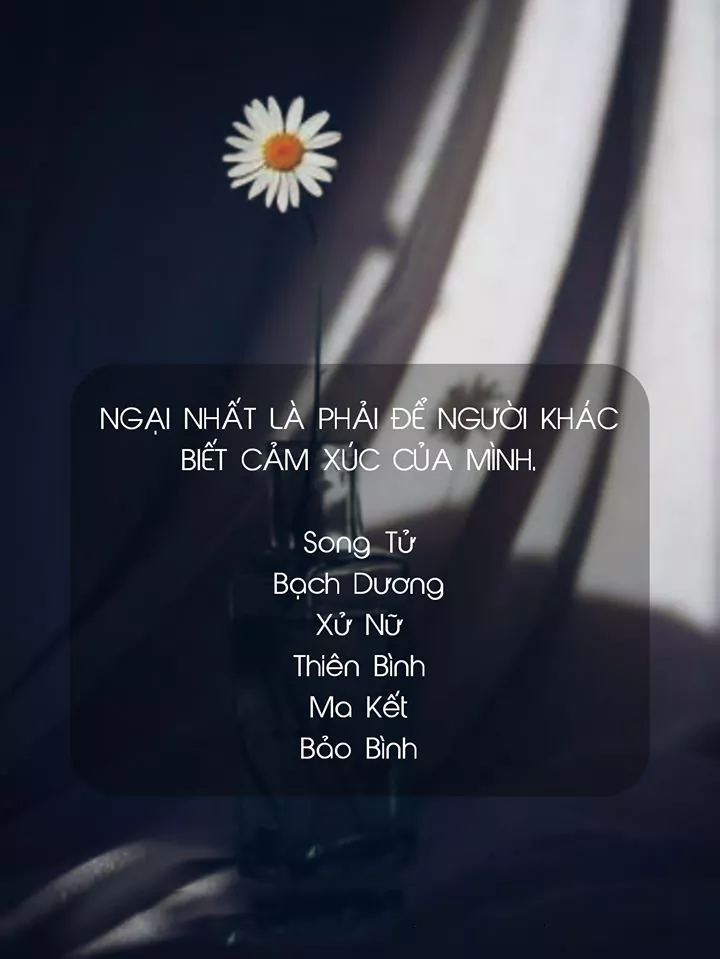 NGẠI NHẤT LÀ PHẢI ĐỂ NGƯỜI KHÁC
BIẾT CẢM XÚC CỦA MÌNH.
Song Tử
Bạch Dương
Xử Nữ
Thiên Bình
Ma Kết
Bảo Bình